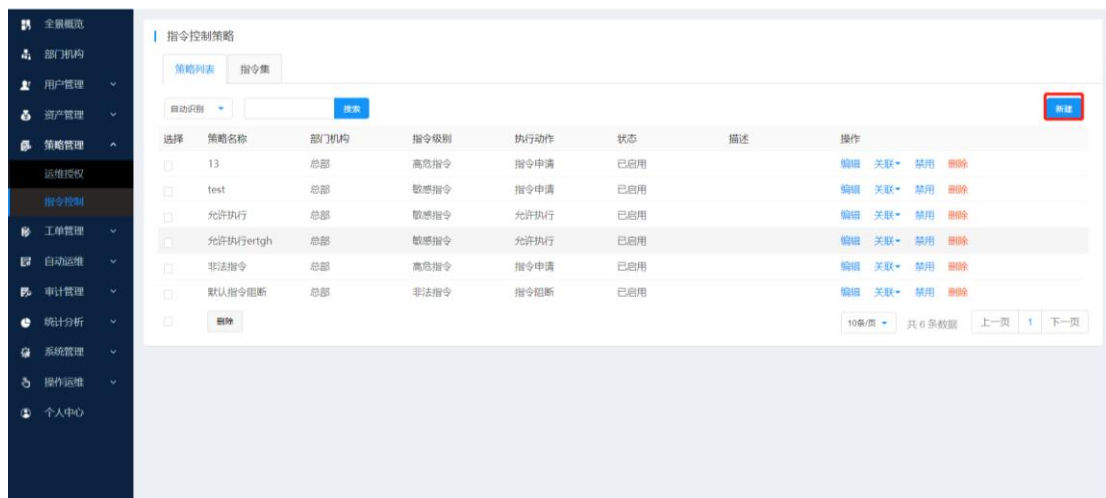 全景概览
部门机构
用户管理
资产管理
策略管理
运维授权
指令控制
工单管理
自动运维
审计管理
统计分析
系统管理
操作运维
个人中心
指令控制策略
策略列表 指令集
自动识别 搜索 新建
选择 策略名称 部门机构 指令级别 执行动作 状态 描述 操作
13 总部 高危指令 指令申请 已启用 编辑 关联 禁用 删除
test 总部 敏感指令 指令申请 已启用 编辑 关联 禁用 删除
允许执行 总部 敏感指令 允许执行 已启用 编辑 关联 禁用 删除
允许执行ertgh 总部 敏感指令 允许执行 已启用 编辑 关联 禁用 删除
非法指令 总部 高危指令 指令申请 已启用 编辑 关联 禁用 删除
默认指令阻断 总部 非法指令 指令阻断 已启用 编辑 关联 禁用 删除
删除 10条/页 共 6 条数据 上一页 1 下一页